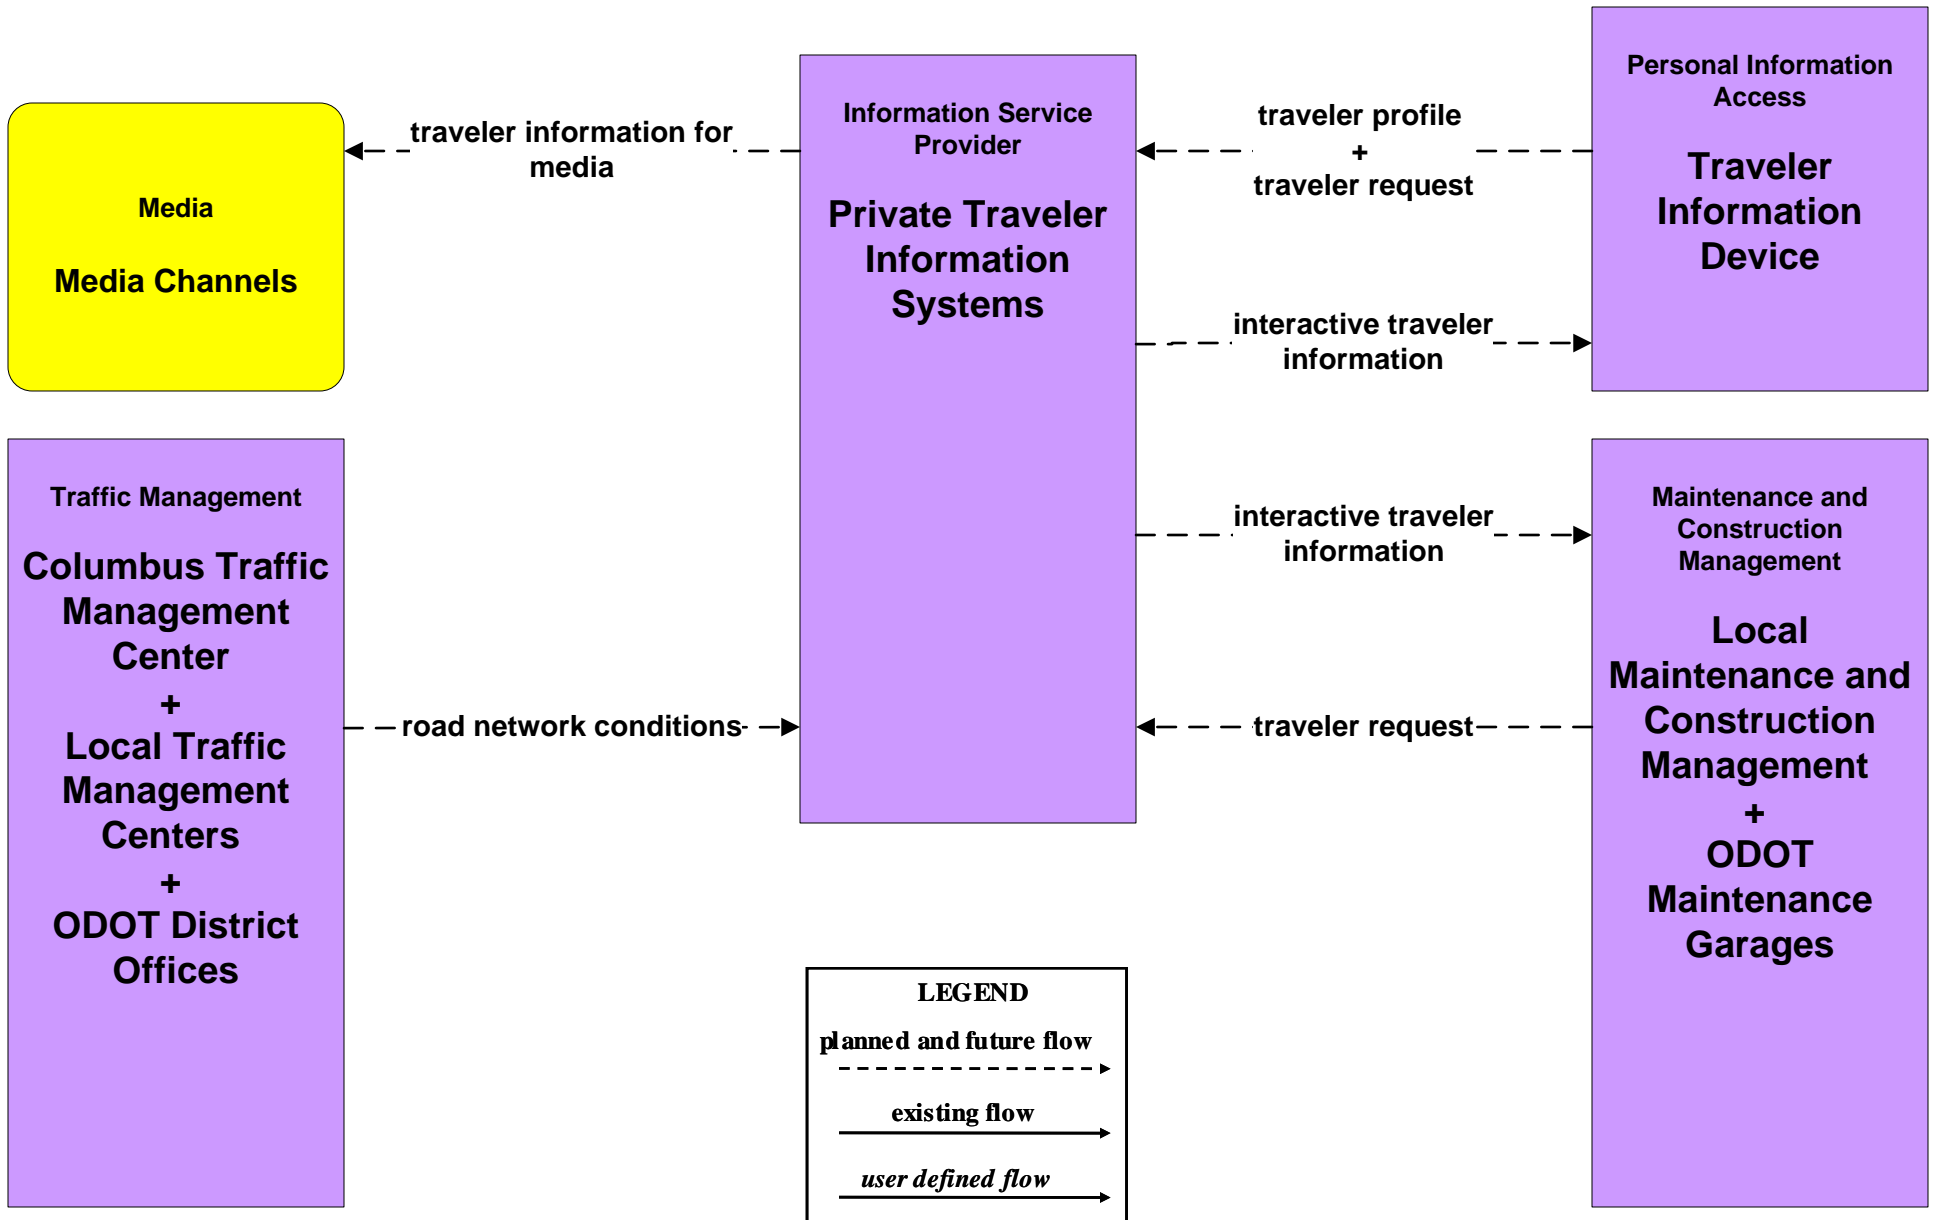 Media
Media Channels
traveler information for
media
Information Service
Provider
Private Traveler
Information
Systems
traveler profile
+
traveler request
Personal Information
Access
Traveler
Information
Device
interactive traveler
information
Traffic Management
Columbus Traffic
Management
Center
+
Local Traffic
Management
Centers
+
ODOT District
Offices
road network conditions
interactive traveler
information
traveler request
Maintenance and
Construction
Management
Local
Maintenance and
Construction
Management
+
ODOT
Maintenance
Garages
LEGEND
planned and future flow
existing flow
user defined flow